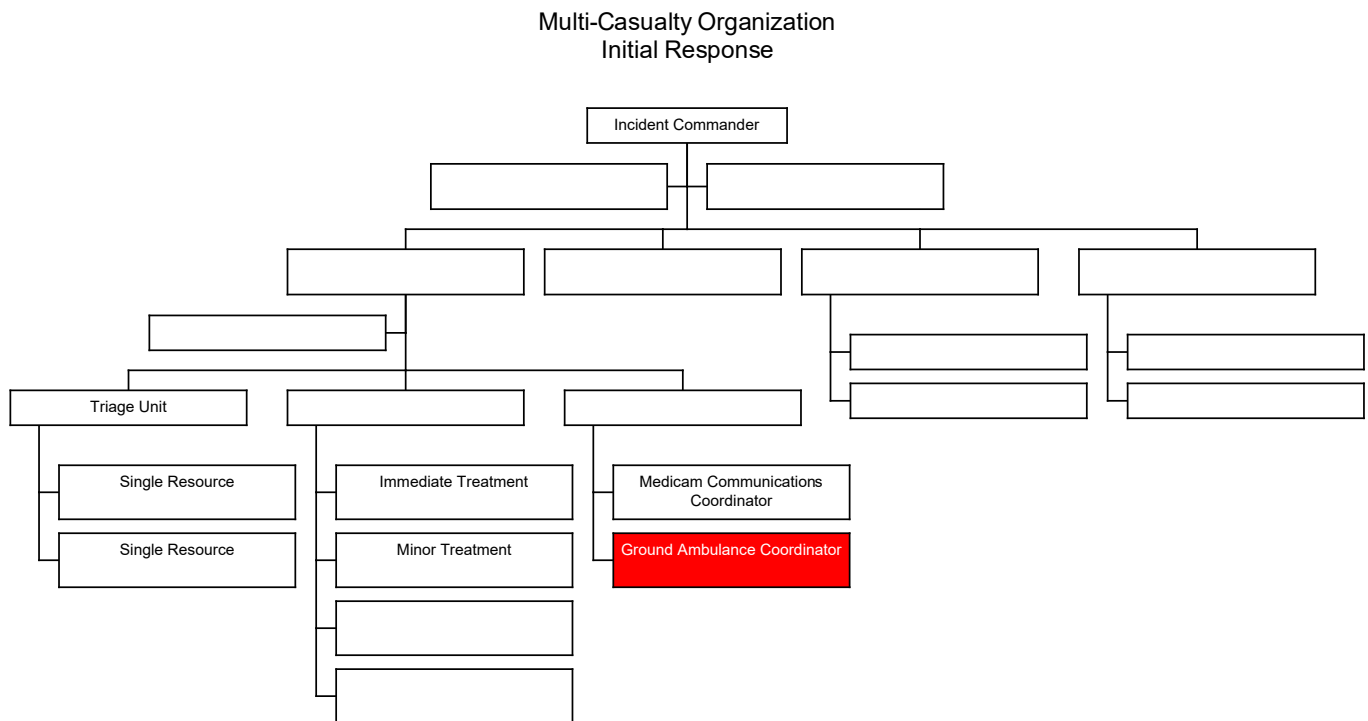 Multi-Casualty Organization
Initial Response
Incident Commander
Triage Unit
Single Resource
Immediate Treatment
Medicam Communications
Coordinator
Single Resource
Minor Treatment
Ground Ambulance Coordinator